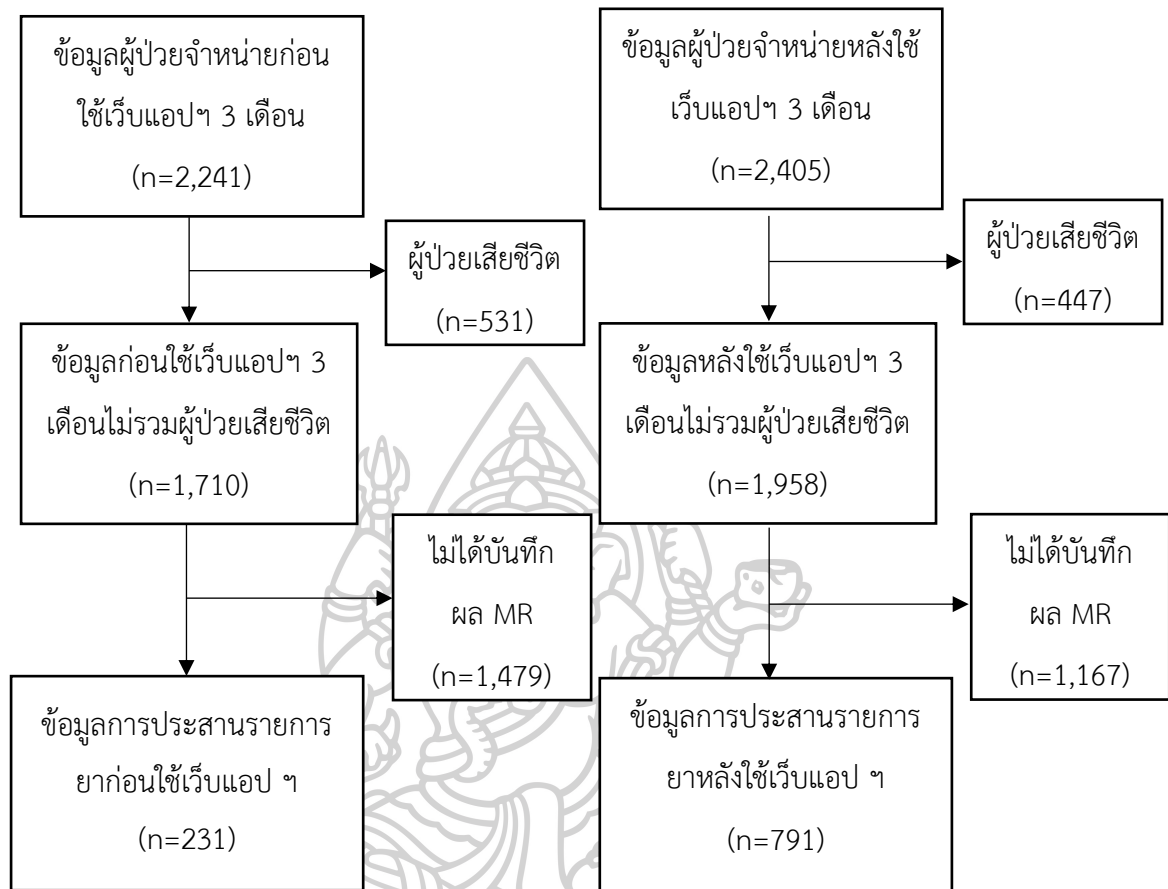 ข้อมูลผู้ป่วยจำหน่ายก่อน
ใช้เว็บแอปฯ 3 เดือน
(n=2,241)
ผู้ป่วยเสียชีวิต
(n=531)
ข้อมูลก่อนใช้เว็บแอปฯ 3
เดือนไม่รวมผู้ป่วยเสียชีวิต
(n=1,710)
ไม่ได้บันทึก
ผล MR
(n=1,479)
ข้อมูลการประสานรายการ
ยาก่อนใช้เว็บแอป ฯ
(n=231)
ข้อมูลผู้ป่วยจำหน่ายหลังใช้
เว็บแอปฯ 3 เดือน
(n=2,405)
ผู้ป่วยเสียชีวิต
(n=447)
ข้อมูลหลังใช้เว็บแอปฯ 3
เดือนไม่รวมผู้ป่วยเสียชีวิต
(n=1,958)
ไม่ได้บันทึก
ผล MR
(n=1,167)
ข้อมูลการประสานรายการ
ยาหลังใช้เว็บแอป ฯ
(n=791)